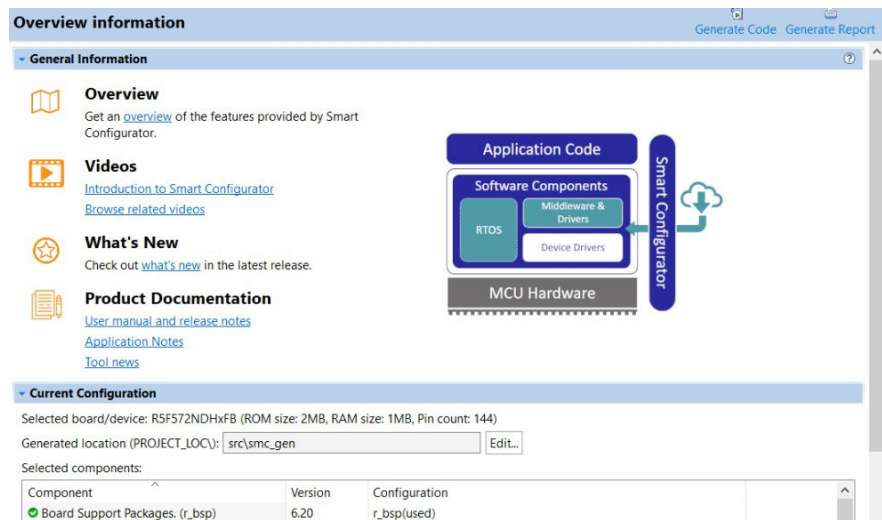 Overview information
Generate Code Generate Report
General Information
Overview
Get an overview of the features provided by Smart
Configurator.
Videos
Introduction to Smart Configurator
Browse related videos
What's New
Check out what's new in the latest release.
Product Documentation
User manual and release notes
Application Notes
Tool news
Application Code
Software Components
RTOS
Middleware &
Drivers
Device Drivers
MCU Hardware
Smart Configurator
Current Configuration
Selected board/device: R5F572NDHxFB (ROM size: 2MB, RAM size: 1MB, Pin count: 144)
Generated location (PROJECT_LOC\): src\smc_gen Edit...
Selected components:
Component Version Configuration
Board Support Packages. (r_bsp) 6.20 r_bsp(used)